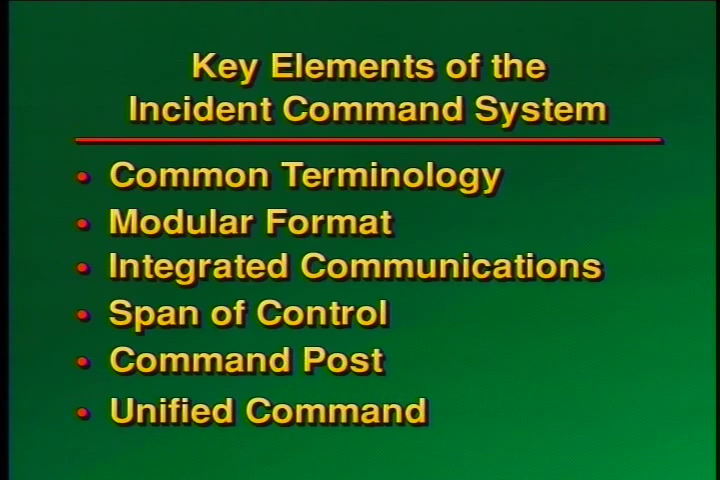 Key Elements of the
Incident Command System
• Common Terminology
• Modular Format
• Integrated Communications
• Span of Control
• Command Post
• Unified Command